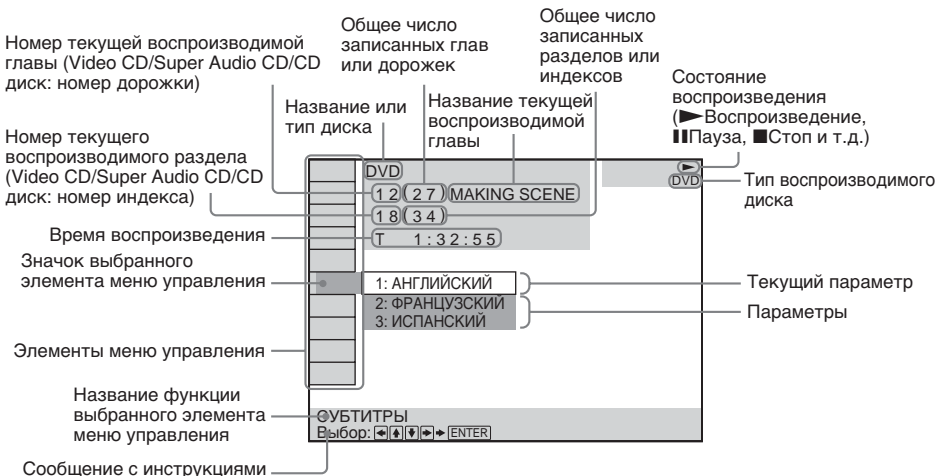 Номер текущей воспроизводимой
главы (Video CD/Super Audio CD/CD
диск: номер дорожки)
Общее число
записанных глав
или дорожек
Общее число
записанных
разделов или
индексов
Название или
тип диска
Название текущей
воспроизводимой
главы
Состояние
воспроизведения
(►Воспроизведение,
❚❚Пауза, ■Стоп и т.д.)
Номер текущего
воспроизводимого раздела
(Video CD/Super Audio CD/CD
диск: номер индекса)
Время воспроизведения
Значок выбранного
элемента меню управления
Элементы меню управления
Название функции
выбранного элемента
меню управления
Сообщение с инструкциями
DVD
1 2 ( 2 7 ) MAKING SCENE
1 8 ( 3 4 )
T 1 : 3 2 : 5 5
1: АНГЛИЙСКИЙ
2: ФРАНЦУЗСКИЙ
3: ИСПАНСКИЙ
СУБТИТРЫ
Выбор: ←↑↓→ → ENTER
►
DVD
Тип воспроизводимого
диска
Текущий параметр
Параметры